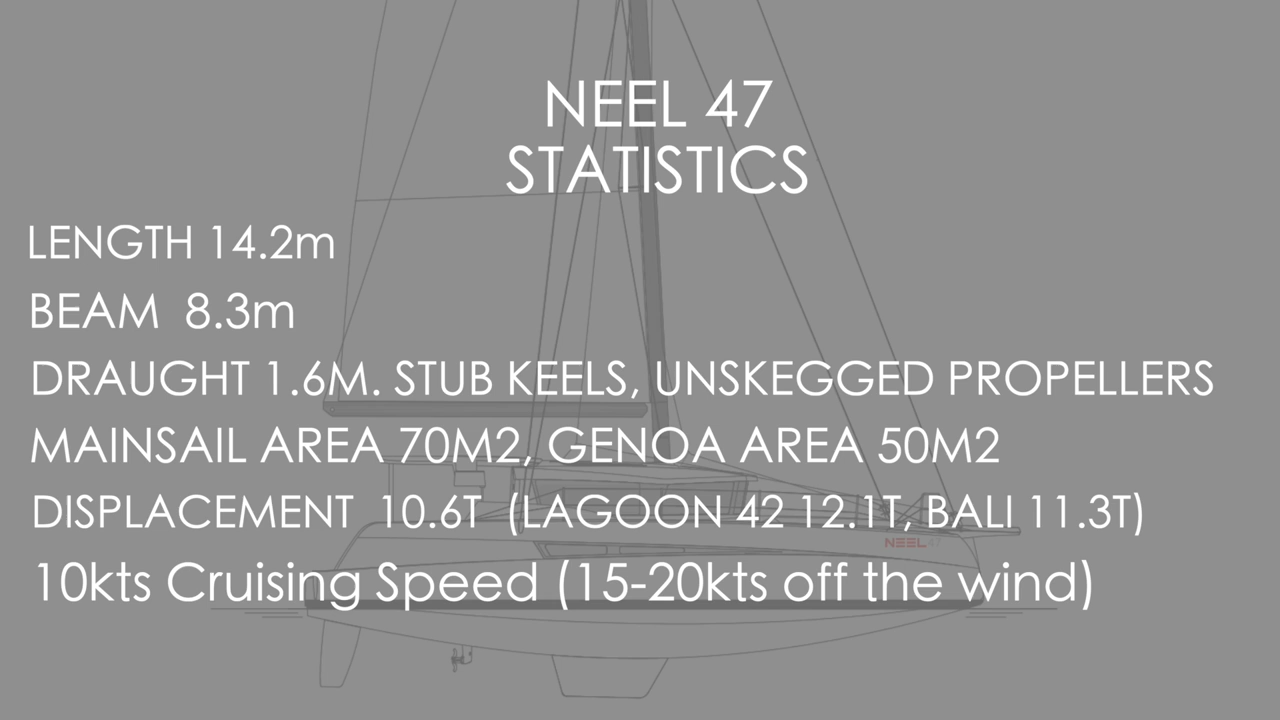 NEEL 47
STATISTICS
LENGTH 14.2m
BEAM 8.3m
DRAUGHT 1.6M. STUB KEELS, UNSKEGGED PROPELLERS
MAINSAIL AREA 70M2, GENOA AREA 50M2
DISPLACEMENT 10.6T (LAGOON 42 12.1T, BALI 11.3T)
NEEL 47
10kts Cruising Speed (15-20kts off the wind)